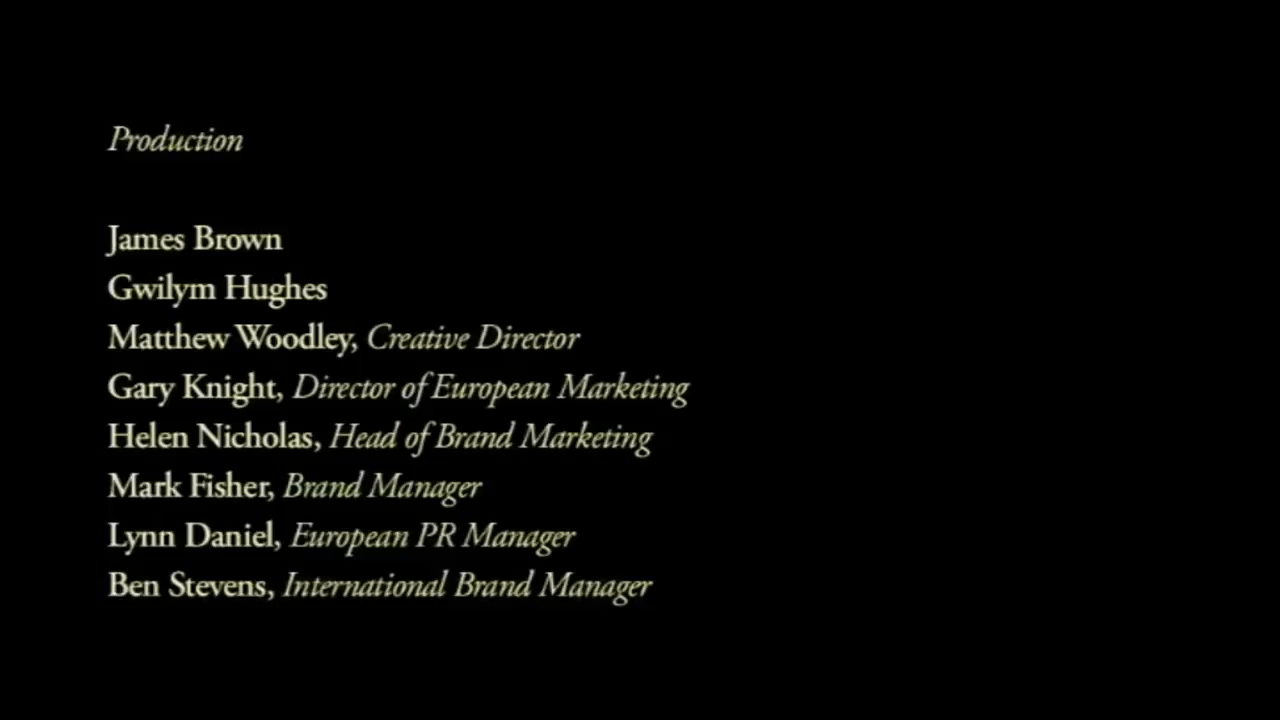 Production
James Brown
Gwilym Hughes
Matthew Woodley, Creative Director
Gary Knight, Director of European Marketing
Helen Nicholas, Head of Brand Marketing
Mark Fisher, Brand Manager
Lynn Daniel, European PR Manager
Ben Stevens, International Brand Manager